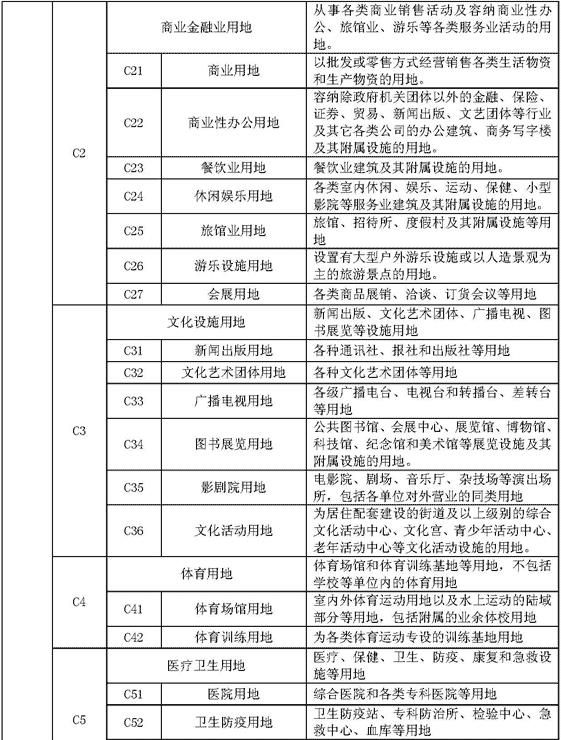 商业金融业用地
从事各类商业销售活动及容纳商业性办
公、旅馆业、游乐等各类服务业活动的用
地。
C2
C21
商业用地
以批发或零售方式经营销售各类生活物资
和生产物资的用地。
C22
商业性办公用地
容纳除政府机关团体以外的金融、保险、
证券、贸易、新闻出版、文艺团体等行业
及其它各类公司的办公建筑、商务写字楼
及其附属设施的用地。
C23
餐饮业用地
餐饮业建筑及其附属设施的用地。
C24
休闲娱乐用地
各类室内休闲、娱乐、运动、保健、小型
影院等服务业建筑及其附属设施的用地。
C25
旅馆业用地
旅馆、招待所、度假村及其附属设施等用
地
C26
游乐设施用地
设置有大型户外游乐设施或以人造景观为
主的旅游景点的用地。
C27
会展用地
各类商品展销、洽谈、订货会议等用地
C3
文化设施用地
新闻出版、文化艺术团体、广播电视、图
书展览等设施用地
C31
新闻出版用地
各种通讯社、报社和出版社等用地
C32
文化艺术团体用地
各种文化艺术团体等用地
C33
广播电视用地
各级广播电台、电视台和转播台、差转台
等用地
C34
图书展览用地
公共图书馆、会展中心、展览馆、博物馆、
科技馆、纪念馆和美术馆等展览设施及其
附属设施的用地。
C35
影剧院用地
电影院、剧场、音乐厅、杂技场等演出场
所，包括各单位对外营业的同类用地
C36
文化活动用地
为居住配套建设的街道及以上级别的综合
文化活动中心、文化宫、青少年活动中心、
老年活动中心等文化活动设施的用地。
C4
体育用地
体育场馆和体育训练基地等用地，不包括
学校等单位内的体育用地
C41
体育场馆用地
室内外体育运动用地以及水上运动的陆域
部分等用地，包括附属的业余体校用地
C42
体育训练用地
为各类体育运动专设的训练基地用地
C5
医疗卫生用地
医疗、保健、卫生、防疫、康复和急救设
施等用地
C51
医院用地
综合医院和各类专科医院等用地
C52
卫生防疫用地
卫生防疫站、专科防治所、检验中心、急
救中心、血库等用地